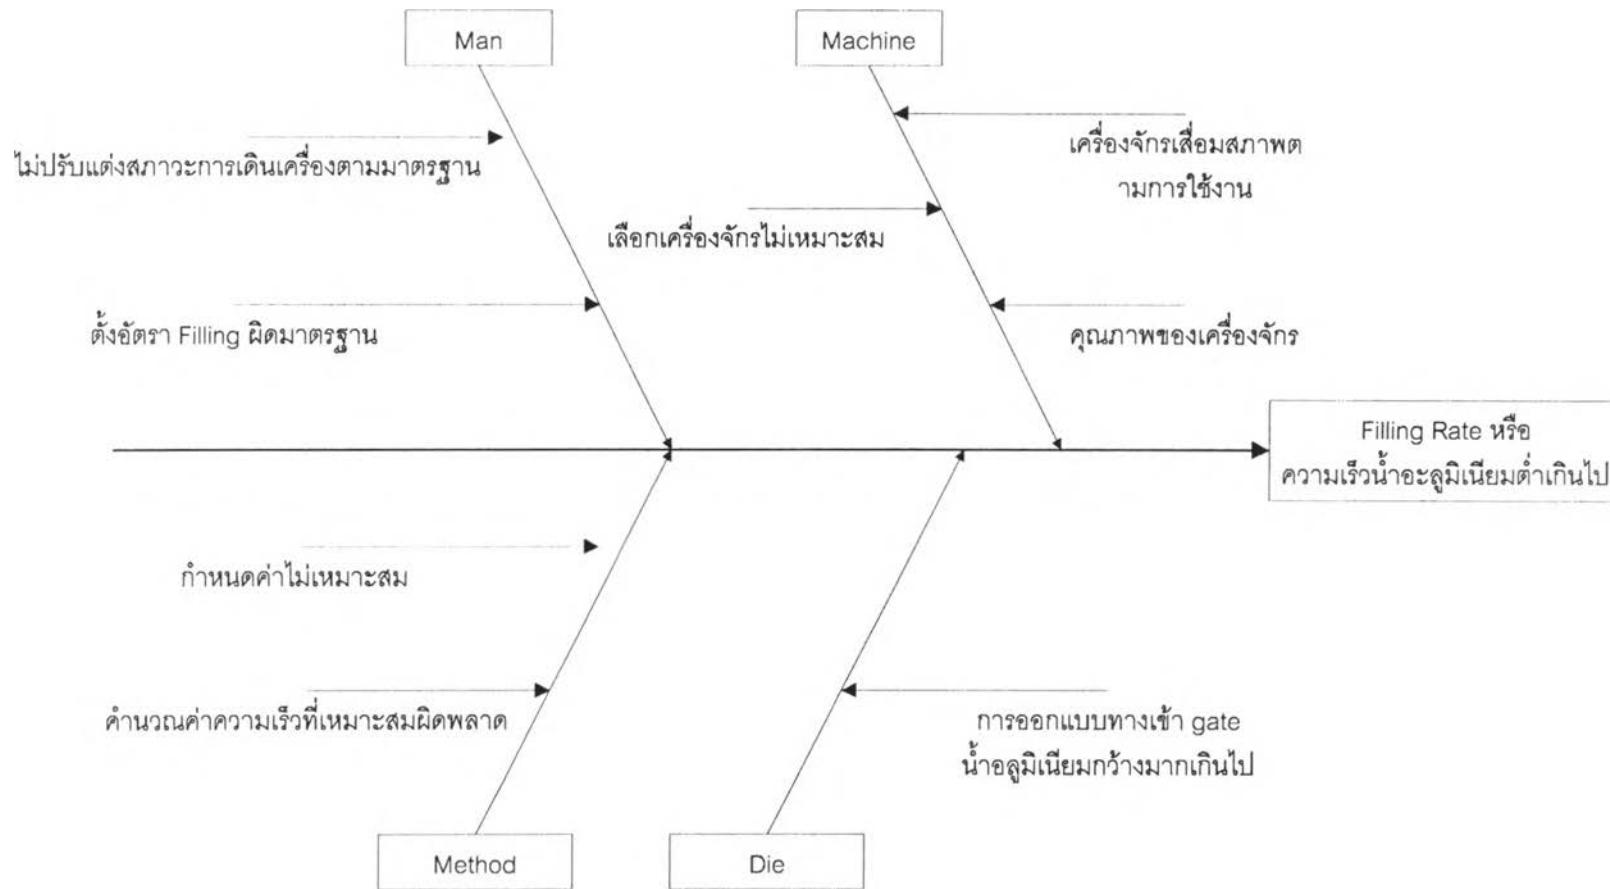 Man
Machine
เครื่องจักรเสื่อมสภาพต
ามการใช้งาน
ไม่ปรับแต่งสภาวะการเดินเครื่องตามมาตรฐาน
เลือกเครื่องจักรไม่เหมาะสม
ตั้งอัตรา Filling ผิดมาตรฐาน
คุณภาพของเครื่องจักร
Filling Rate หรือ
ความเร็วน้ำอะลูมิเนียมต่ำเกินไป
กำหนดค่าไม่เหมาะสม
คำนวณค่าความเร็วที่เหมาะสมผิดพลาด
การออกแบบทางเข้า gate
น้ำอลูมิเนียมกว้างมากเกินไป
Method
Die